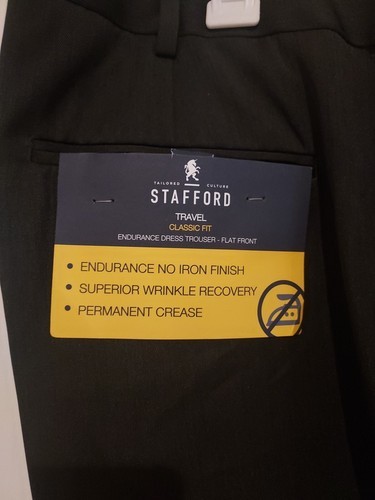 TAILORED CULTURE
STAFFORD
TRAVEL
CLASSIC FIT
ENDURANCE DRESS TROUSER - FLAT FRONT
• ENDURANCE NO IRON FINISH
• SUPERIOR WRINKLE RECOVERY
• PERMANENT CREASE